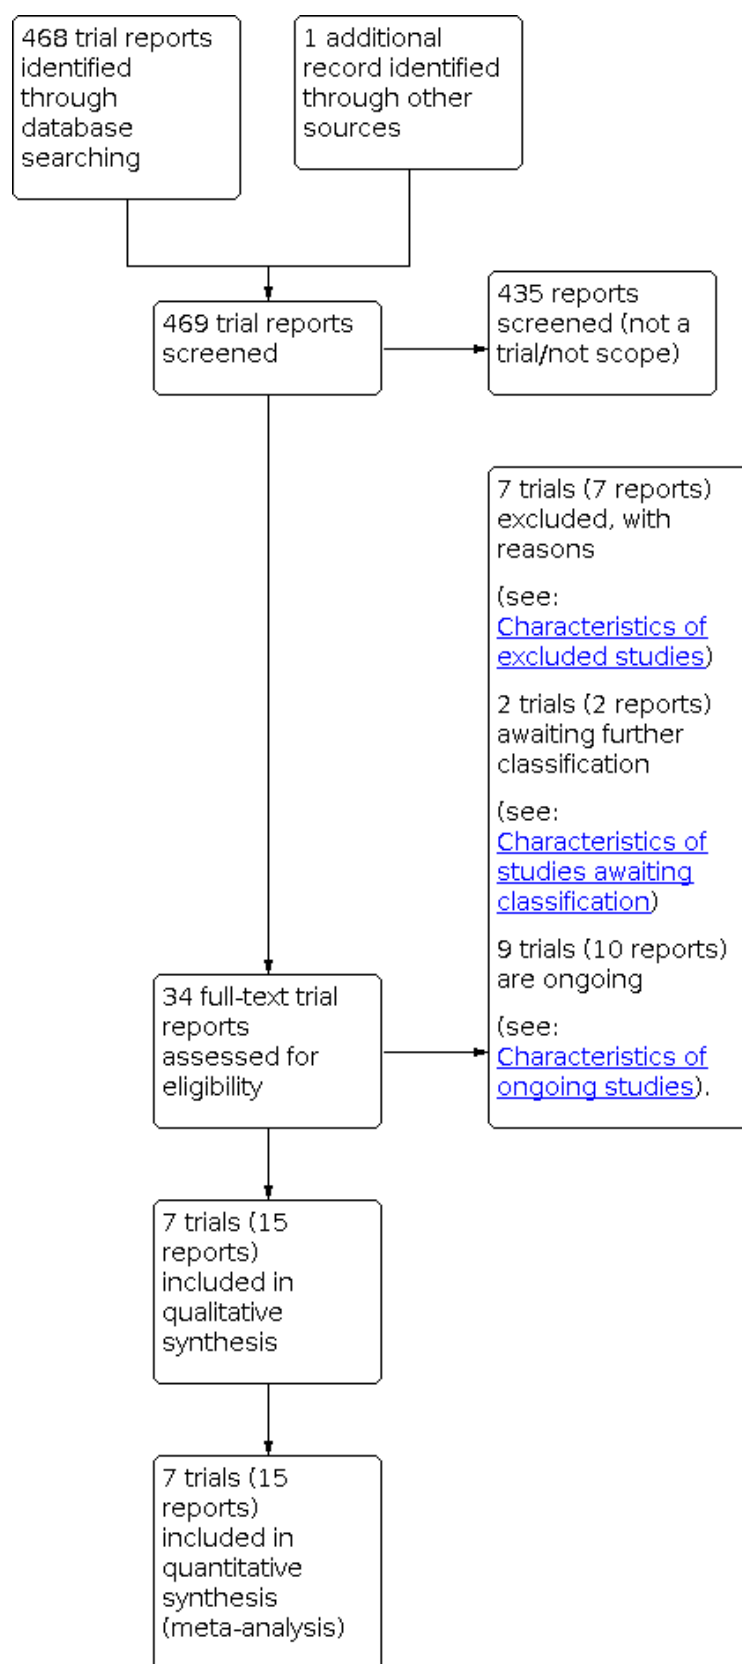 468 trial reports
identified
through
database
searching
1 additional
record identified
through other
sources
469 trial reports
screened
435 reports
screened (not a
trial/not scope)
7 trials (7 reports)
excluded, with
reasons
(see:
Characteristics of
excluded studies)
2 trials (2 reports)
awaiting further
classification
(see:
Characteristics of
studies awaiting
classification)
9 trials (10 reports)
are ongoing
(see:
Characteristics of
ongoing studies).
34 full-text trial
reports
assessed for
eligibility
7 trials (15
reports)
included in
qualitative
synthesis
7 trials (15
reports)
included in
quantitative
synthesis
(meta-analysis)